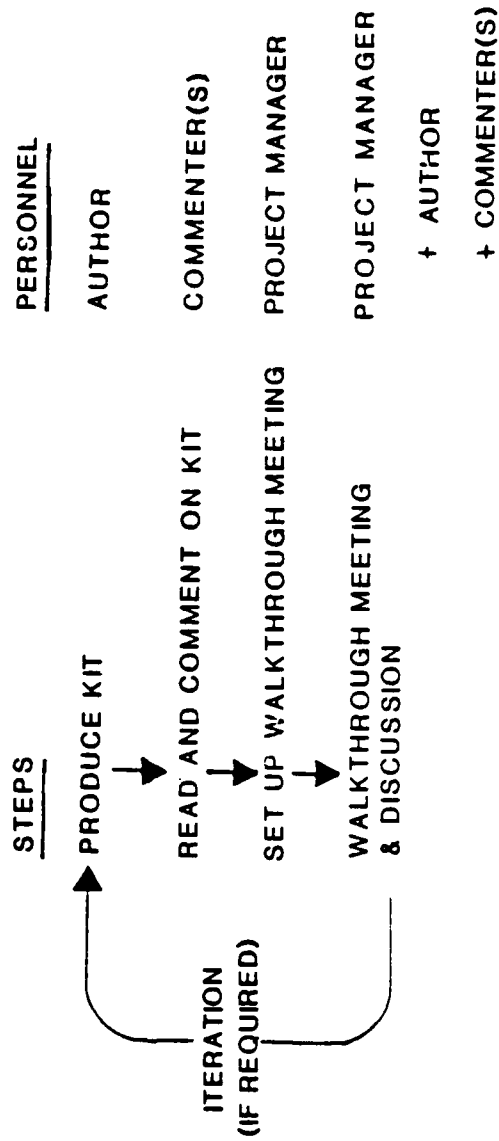 STEPS
PERSONNEL
PRODUCE KIT
AUTHOR
READ AND COMMENT ON KIT
COMMENTER(S)
SET UP WALKTHROUGH MEETING
PROJECT MANAGER
WALKTHROUGH MEETING
& DISCUSSION
PROJECT MANAGER
+ AUTHOR
+ COMMENTER(S)
ITERATION
(IF REQUIRED)